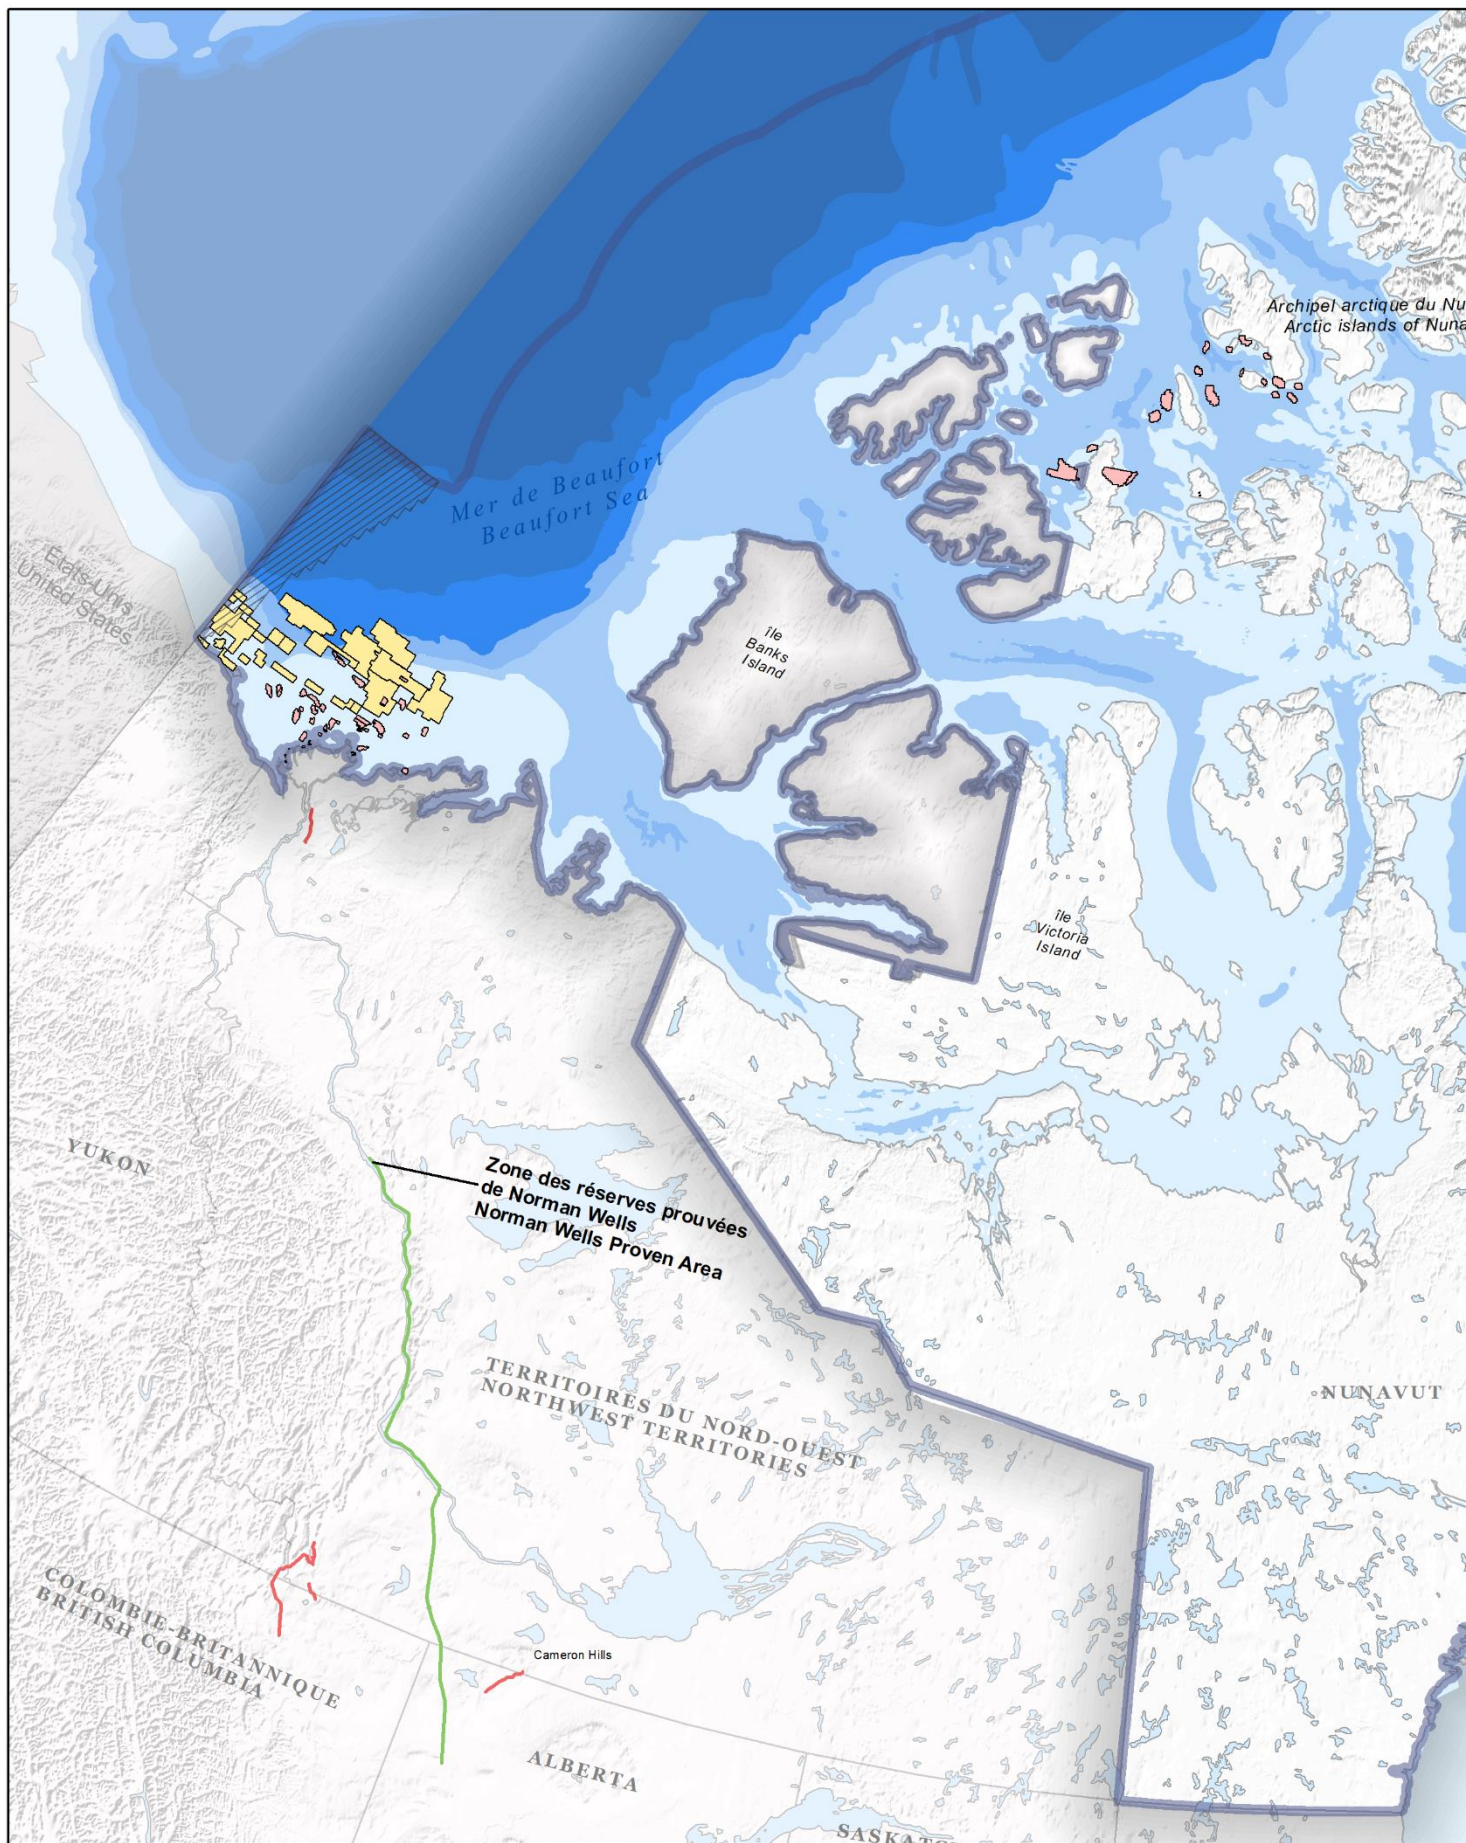 Archipel arctique du Nu
Arctic islands of Nuna
Mer de Beaufort
Beaufort Sea
États-Unis
United States
île
Banks
Island
île
Victoria
Island
YUKON
Zone des réserves prouvées
de Norman Wells
Norman Wells Proven Area
TERRITOIRES DU NORD-OUEST
NORTHWEST TERRITORIES
NUNAVUT
COLOMBIE-BRITANNIQUE
BRITISH COLUMBIA
Cameron Hills
ALBERTA
SASKATC